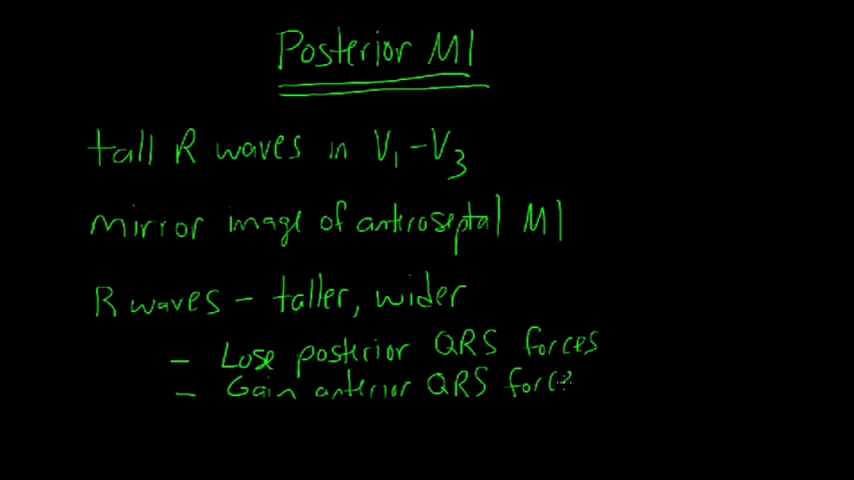 Posterior MI
tall R waves in V₁-V₃
mirror image of anteroseptal MI
R waves - taller, wider
- Lose posterior QRS forces
- Gain anterior QRS